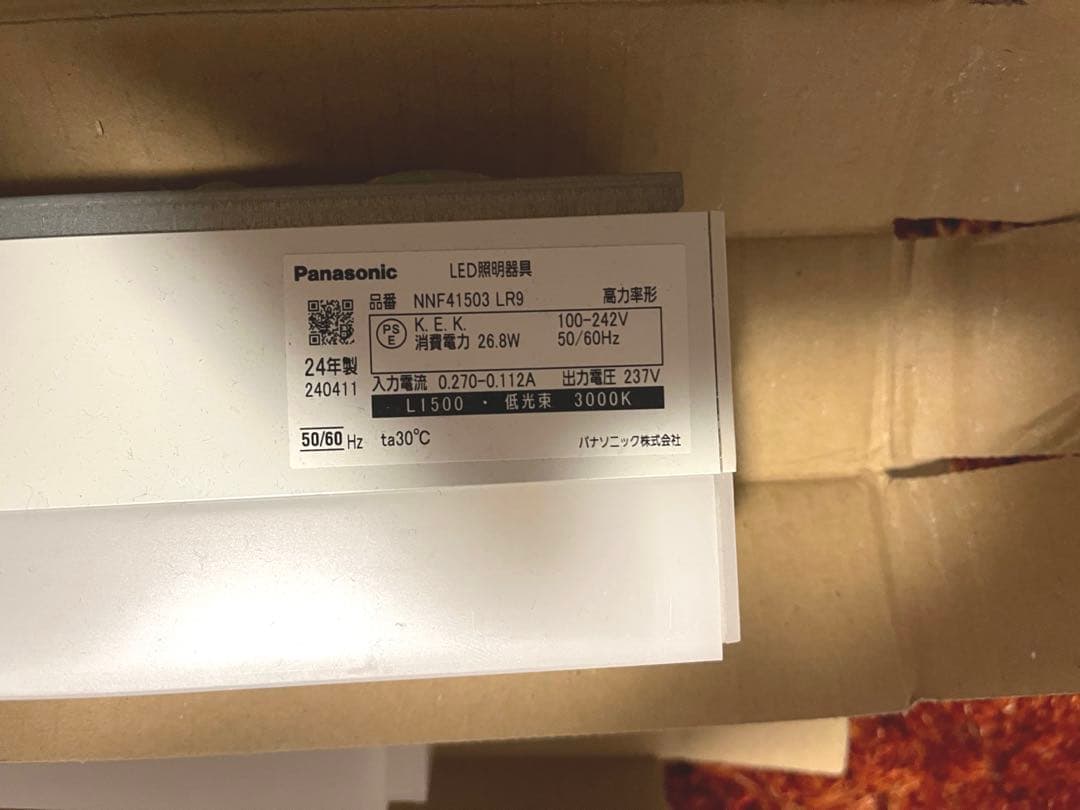 Panasonic LED照明器具
品番 NNF41503 LR9 高力率形
PS
E
K. E. K. 100-242V
消費電力 26.8W 50/60Hz
24年製
240411
入力電流 0.270-0.112A 出力電圧 237V
LI500 ・ 低光束 3000K
50/60 Hz ta30℃ パナソニック株式会社